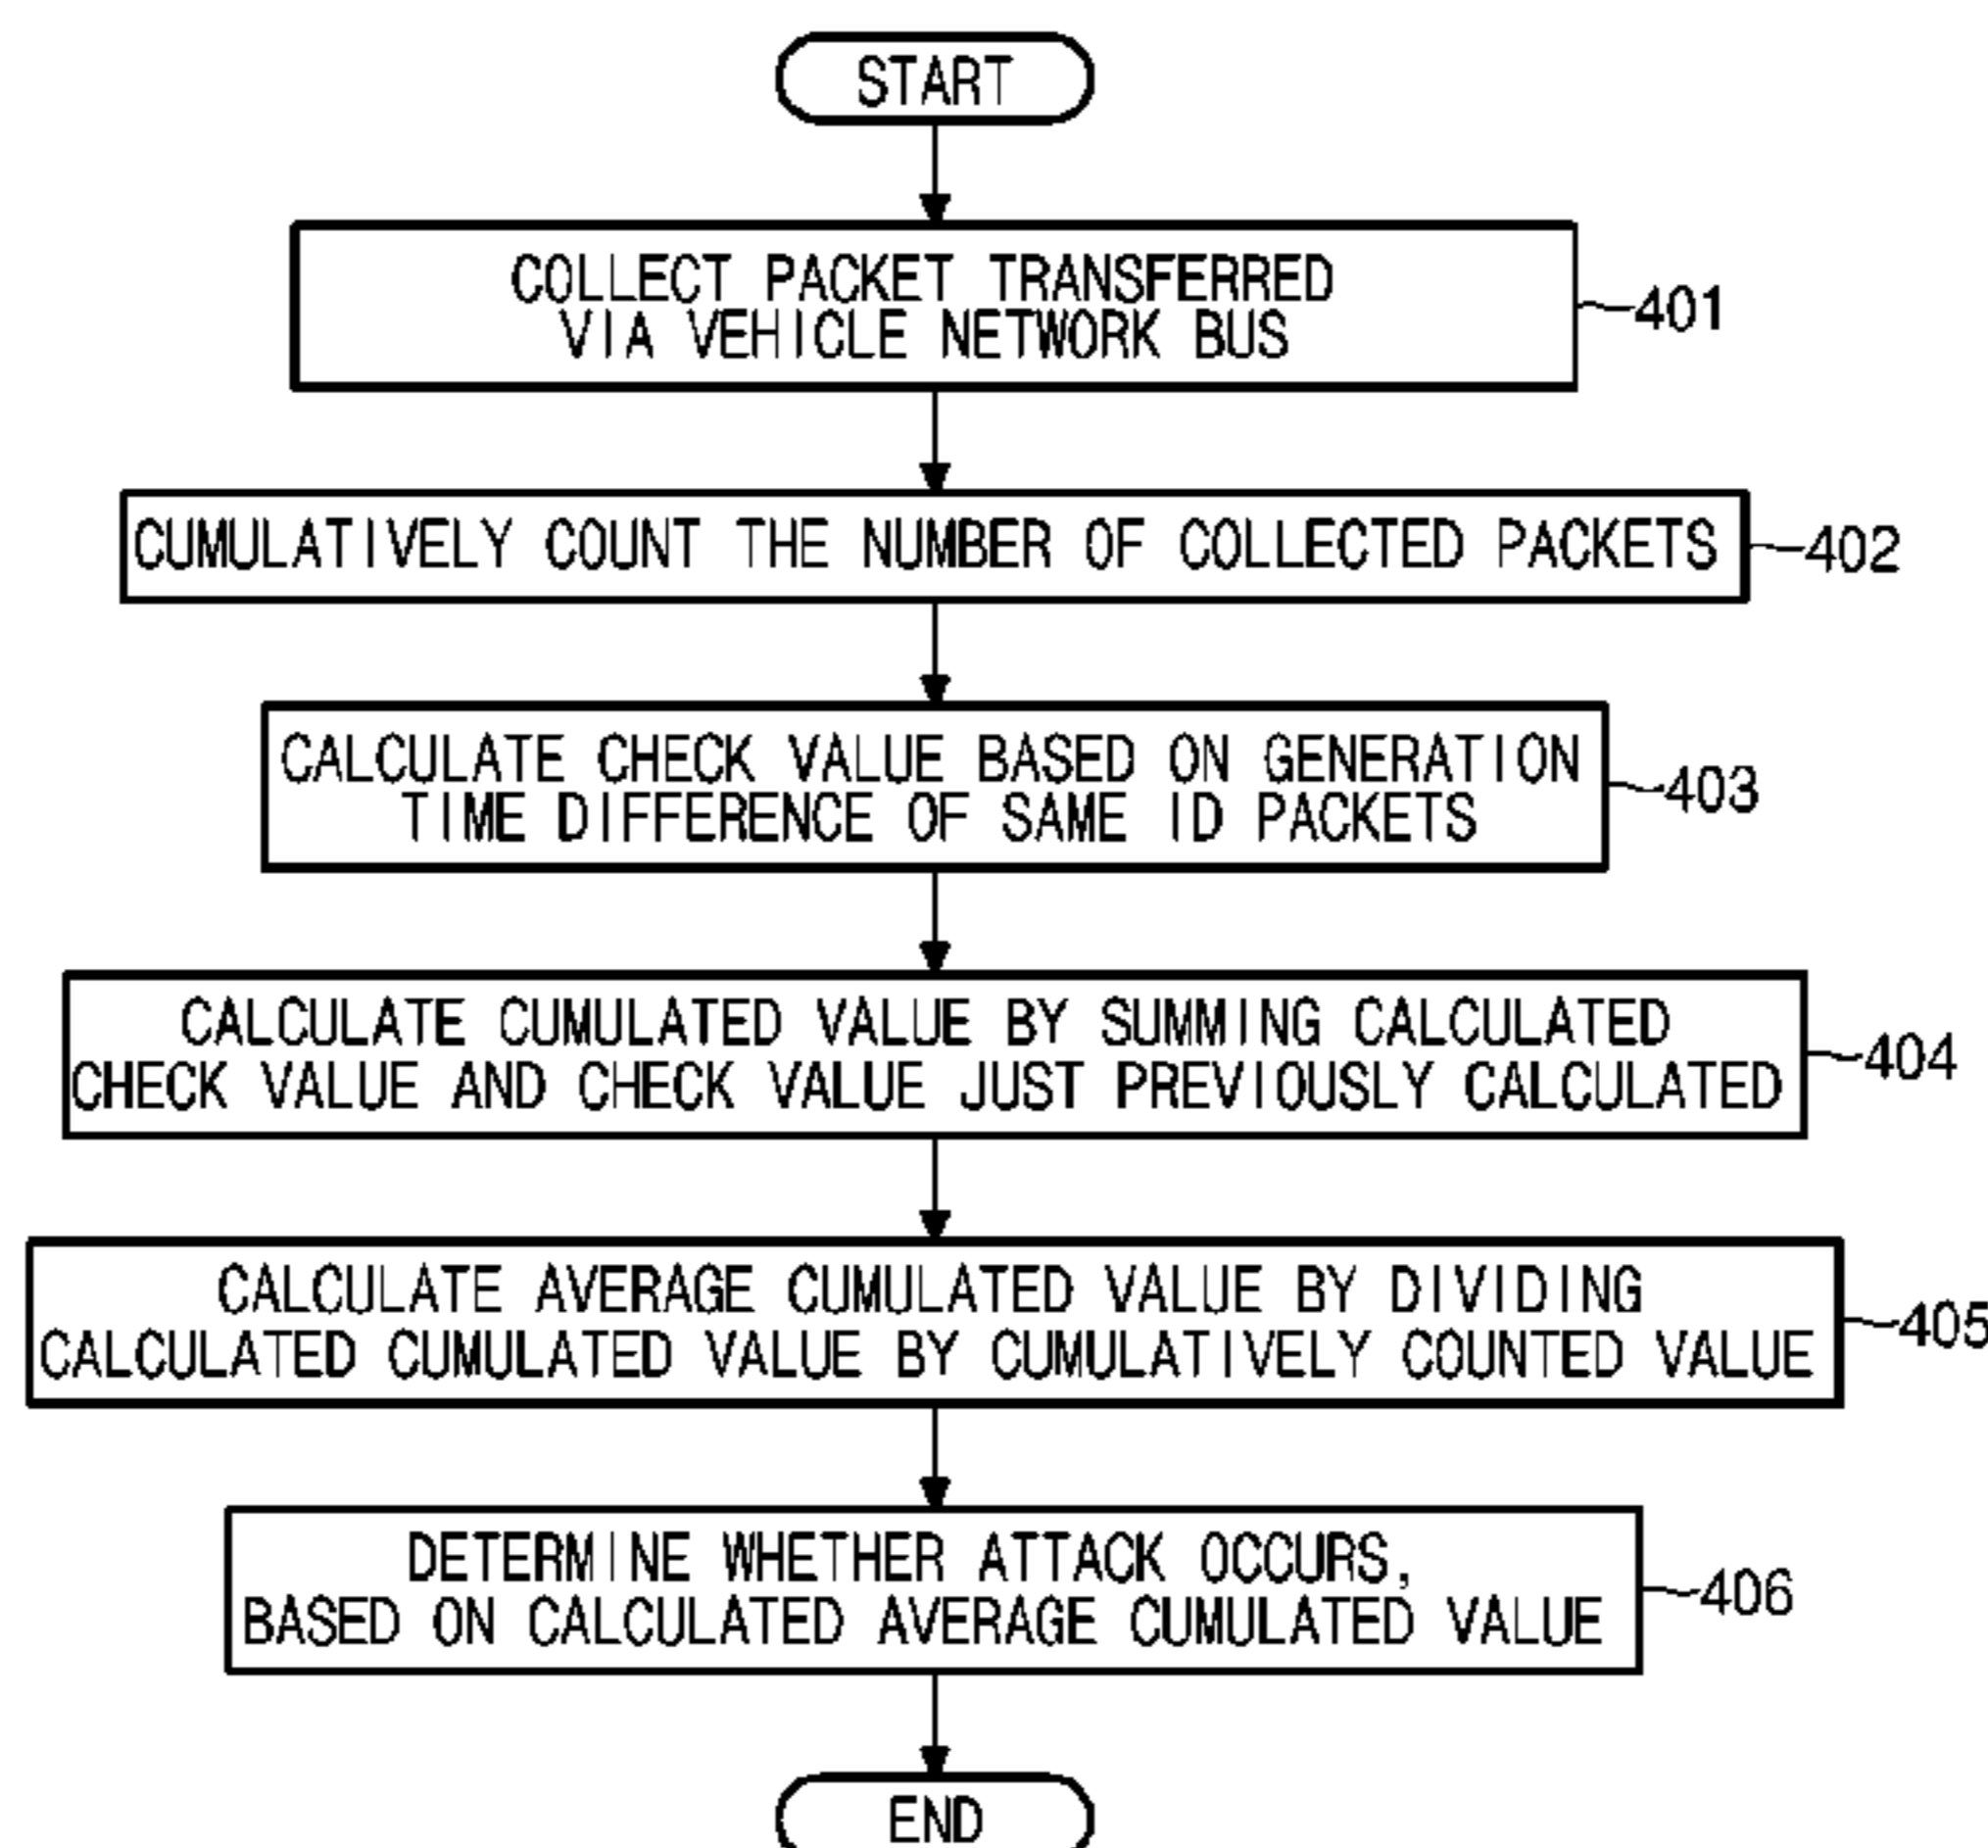 START
COLLECT PACKET TRANSFERRED
VIA VEHICLE NETWORK BUS
401
CUMULATIVELY COUNT THE NUMBER OF COLLECTED PACKETS
402
CALCULATE CHECK VALUE BASED ON GENERATION
TIME DIFFERENCE OF SAME ID PACKETS
403
CALCULATE CUMULATED VALUE BY SUMMING CALCULATED
CHECK VALUE AND CHECK VALUE JUST PREVIOUSLY CALCULATED
404
CALCULATE AVERAGE CUMULATED VALUE BY DIVIDING
CALCULATED CUMULATED VALUE BY CUMULATIVELY COUNTED VALUE
405
DETERMINE WHETHER ATTACK OCCURS,
BASED ON CALCULATED AVERAGE CUMULATED VALUE
406
END